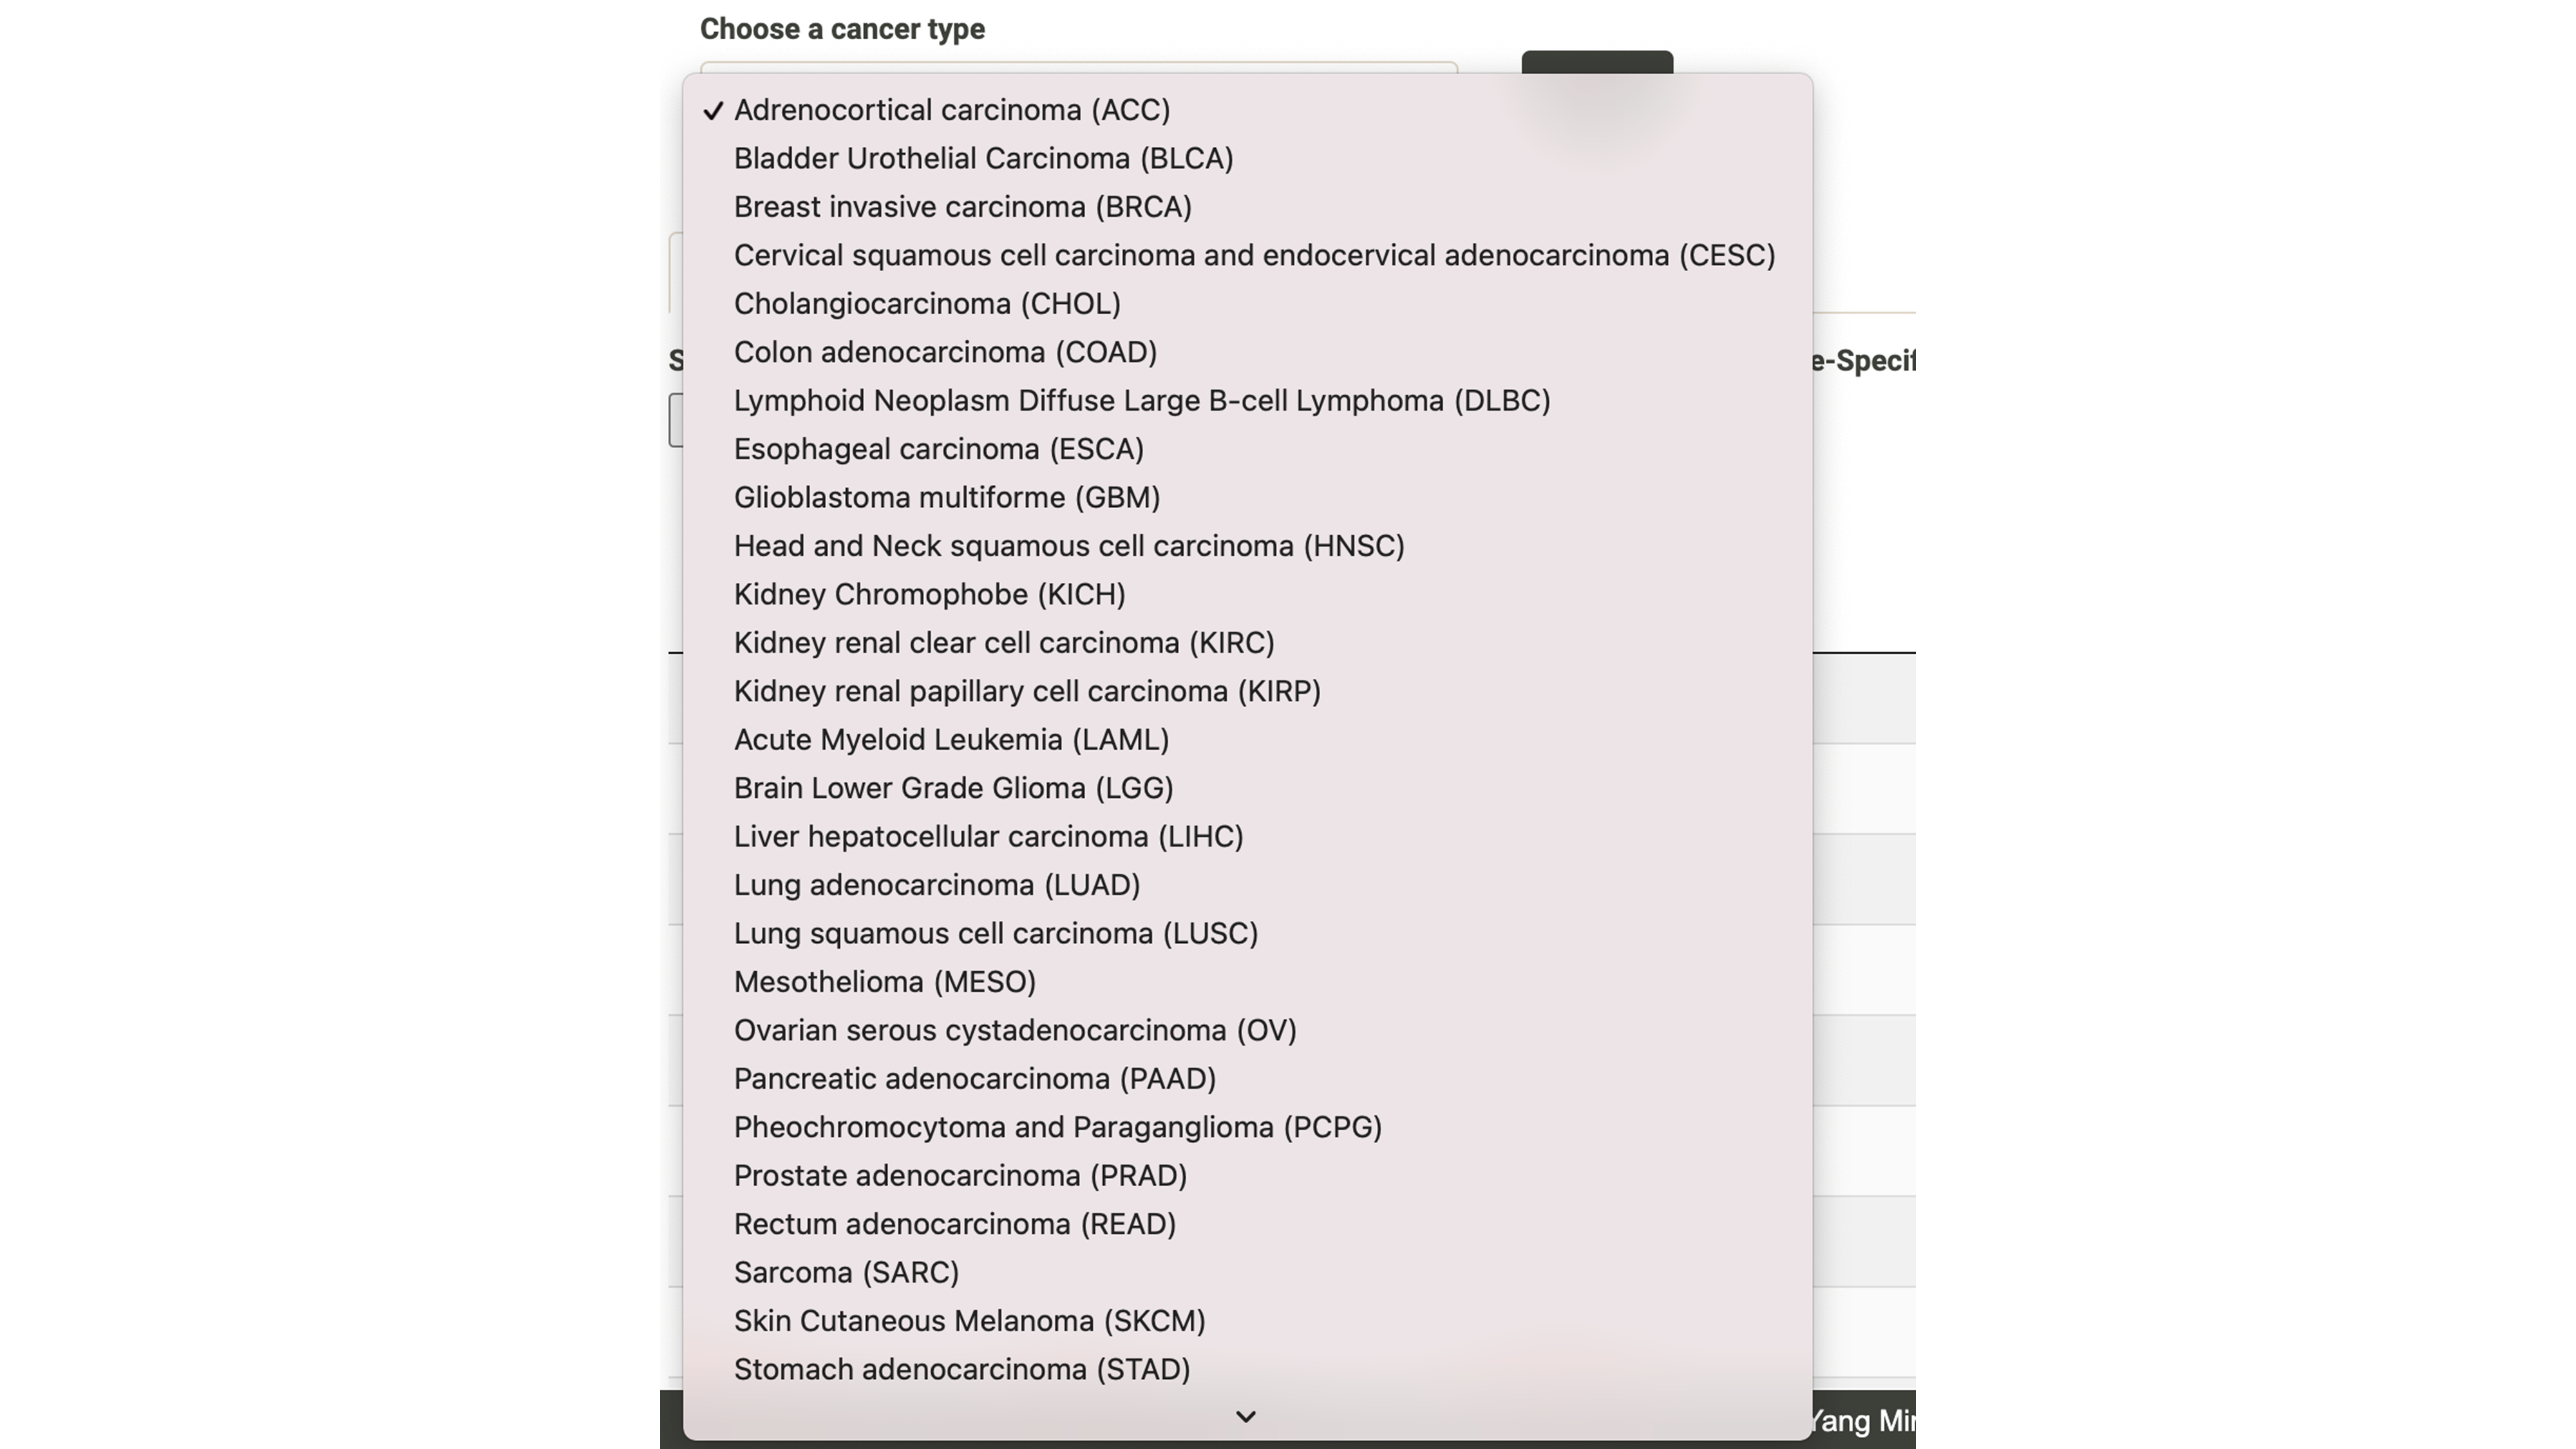 Choose a cancer type
✓ Adrenocortical carcinoma (ACC)
Bladder Urothelial Carcinoma (BLCA)
Breast invasive carcinoma (BRCA)
Cervical squamous cell carcinoma and endocervical adenocarcinoma (CESC)
Cholangiocarcinoma (CHOL)
Colon adenocarcinoma (COAD)
Lymphoid Neoplasm Diffuse Large B-cell Lymphoma (DLBC)
Esophageal carcinoma (ESCA)
Glioblastoma multiforme (GBM)
Head and Neck squamous cell carcinoma (HNSC)
Kidney Chromophobe (KICH)
Kidney renal clear cell carcinoma (KIRC)
Kidney renal papillary cell carcinoma (KIRP)
Acute Myeloid Leukemia (LAML)
Brain Lower Grade Glioma (LGG)
Liver hepatocellular carcinoma (LIHC)
Lung adenocarcinoma (LUAD)
Lung squamous cell carcinoma (LUSC)
Mesothelioma (MESO)
Ovarian serous cystadenocarcinoma (OV)
Pancreatic adenocarcinoma (PAAD)
Pheochromocytoma and Paraganglioma (PCPG)
Prostate adenocarcinoma (PRAD)
Rectum adenocarcinoma (READ)
Sarcoma (SARC)
Skin Cutaneous Melanoma (SKCM)
Stomach adenocarcinoma (STAD)
Yang